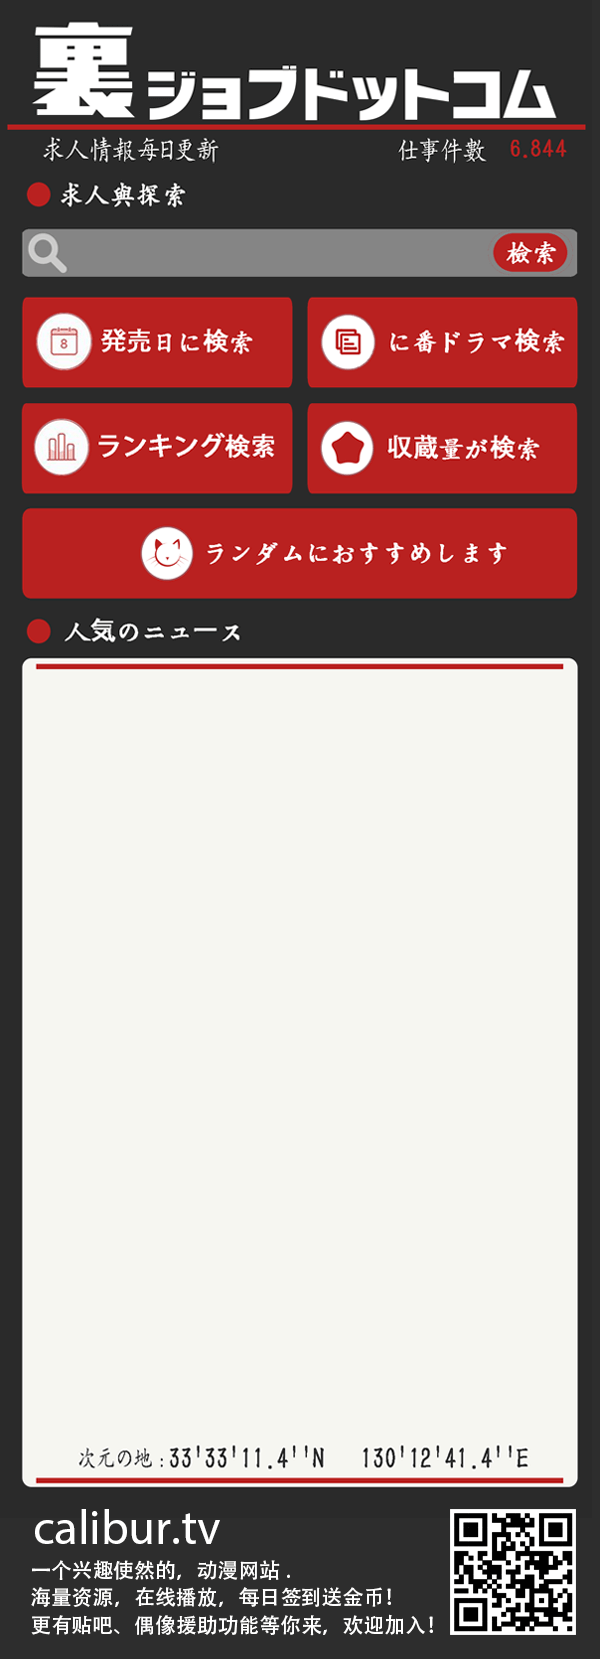 裏ジョブドットコム
求人情報毎日更新 仕事件數 6.844
求人與探索
檢索
8 発売日に検索 に番ドラマ検索
ランキング検索 収蔵量が検索
ランダムにおすすめします
人気のニュース
次元の地：33'33'11.4''N 130'12'41.4''E
calibur.tv
一个兴趣使然的，动漫网站．
海量资源，在线播放，每日签到送金币！
更有贴吧、偶像援助功能等你来，欢迎加入！